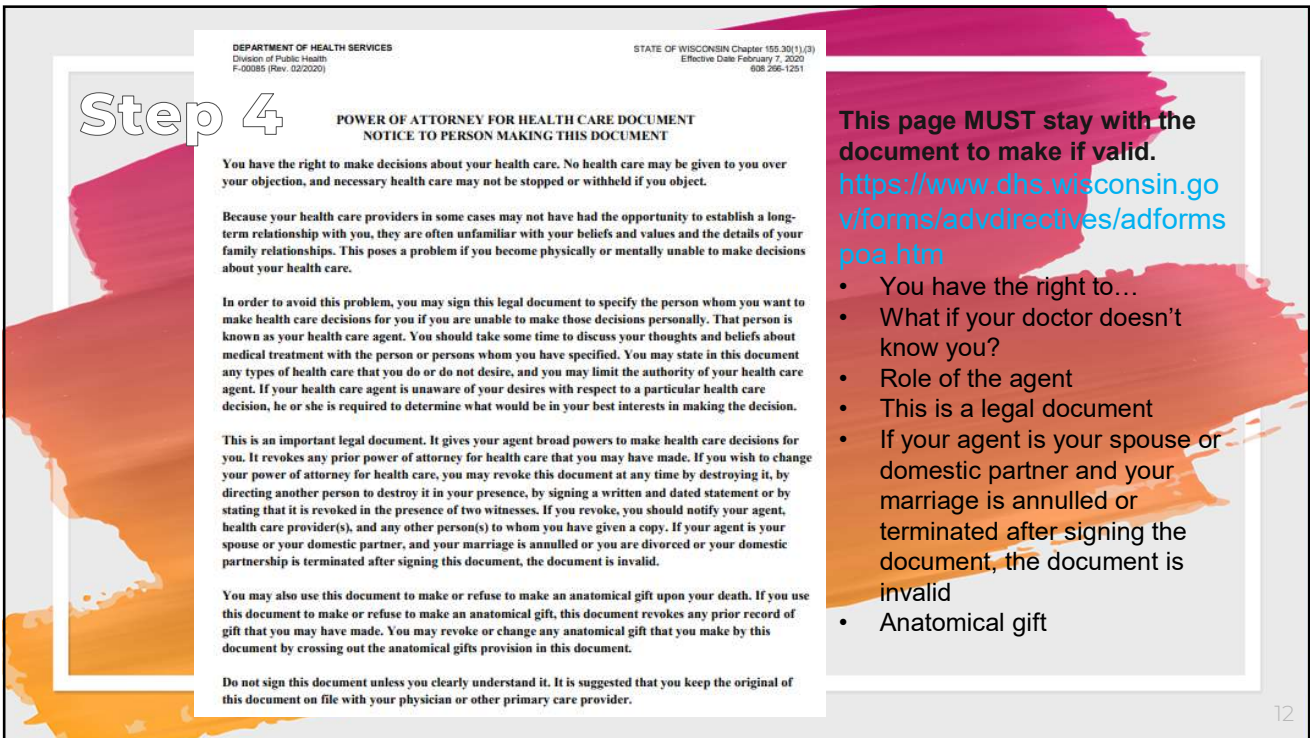 Step 4
DEPARTMENT OF HEALTH SERVICES
Division of Public Health
F-00085 (Rev. 02/2020)
STATE OF WISCONSIN Chapter 155.30(1),(3)
Effective Date February 7, 2020
608 266-1251
POWER OF ATTORNEY FOR HEALTH CARE DOCUMENT
NOTICE TO PERSON MAKING THIS DOCUMENT
You have the right to make decisions about your health care. No health care may be given to you over
your objection, and necessary health care may not be stopped or withheld if you object.
Because your health care providers in some cases may not have had the opportunity to establish a long-
term relationship with you, they are often unfamiliar with your beliefs and values and the details of your
family relationships. This poses a problem if you become physically or mentally unable to make decisions
about your health care.
In order to avoid this problem, you may sign this legal document to specify the person whom you want to
make health care decisions for you if you are unable to make those decisions personally. That person is
known as your health care agent. You should take some time to discuss your thoughts and beliefs about
medical treatment with the person or persons whom you have specified. You may state in this document
any types of health care that you do or do not desire, and you may limit the authority of your health care
agent. If your health care agent is unaware of your desires with respect to a particular health care
decision, he or she is required to determine what would be in your best interests in making the decision.
This is an important legal document. It gives your agent broad powers to make health care decisions for
you. It revokes any prior power of attorney for health care that you may have made. If you wish to change
your power of attorney for health care, you may revoke this document at any time by destroying it, by
directing another person to destroy it in your presence, by signing a written and dated statement or by
stating that it is revoked in the presence of two witnesses. If you revoke, you should notify your agent,
health care provider(s), and any other person(s) to whom you have given a copy. If your agent is your
spouse or your domestic partner, and your marriage is annulled or you are divorced or your domestic
partnership is terminated after signing this document, the document is invalid.
You may also use this document to make or refuse to make an anatomical gift upon your death. If you use
this document to make or refuse to make an anatomical gift, this document revokes any prior record of
gift that you may have made. You may revoke or change any anatomical gift that you make by this
document by crossing out the anatomical gifts provision in this document.
Do not sign this document unless you clearly understand it. It is suggested that you keep the original of
this document on file with your physician or other primary care provider.
This page MUST stay with the
document to make if valid.
https://www.dhs.wisconsin.go
v/forms/advdirectives/adforms
poa.htm
• You have the right to…
• What if your doctor doesn’t
know you?
• Role of the agent
• This is a legal document
• If your agent is your spouse or
domestic partner and your
marriage is annulled or
terminated after signing the
document, the document is
invalid
• Anatomical gift
12